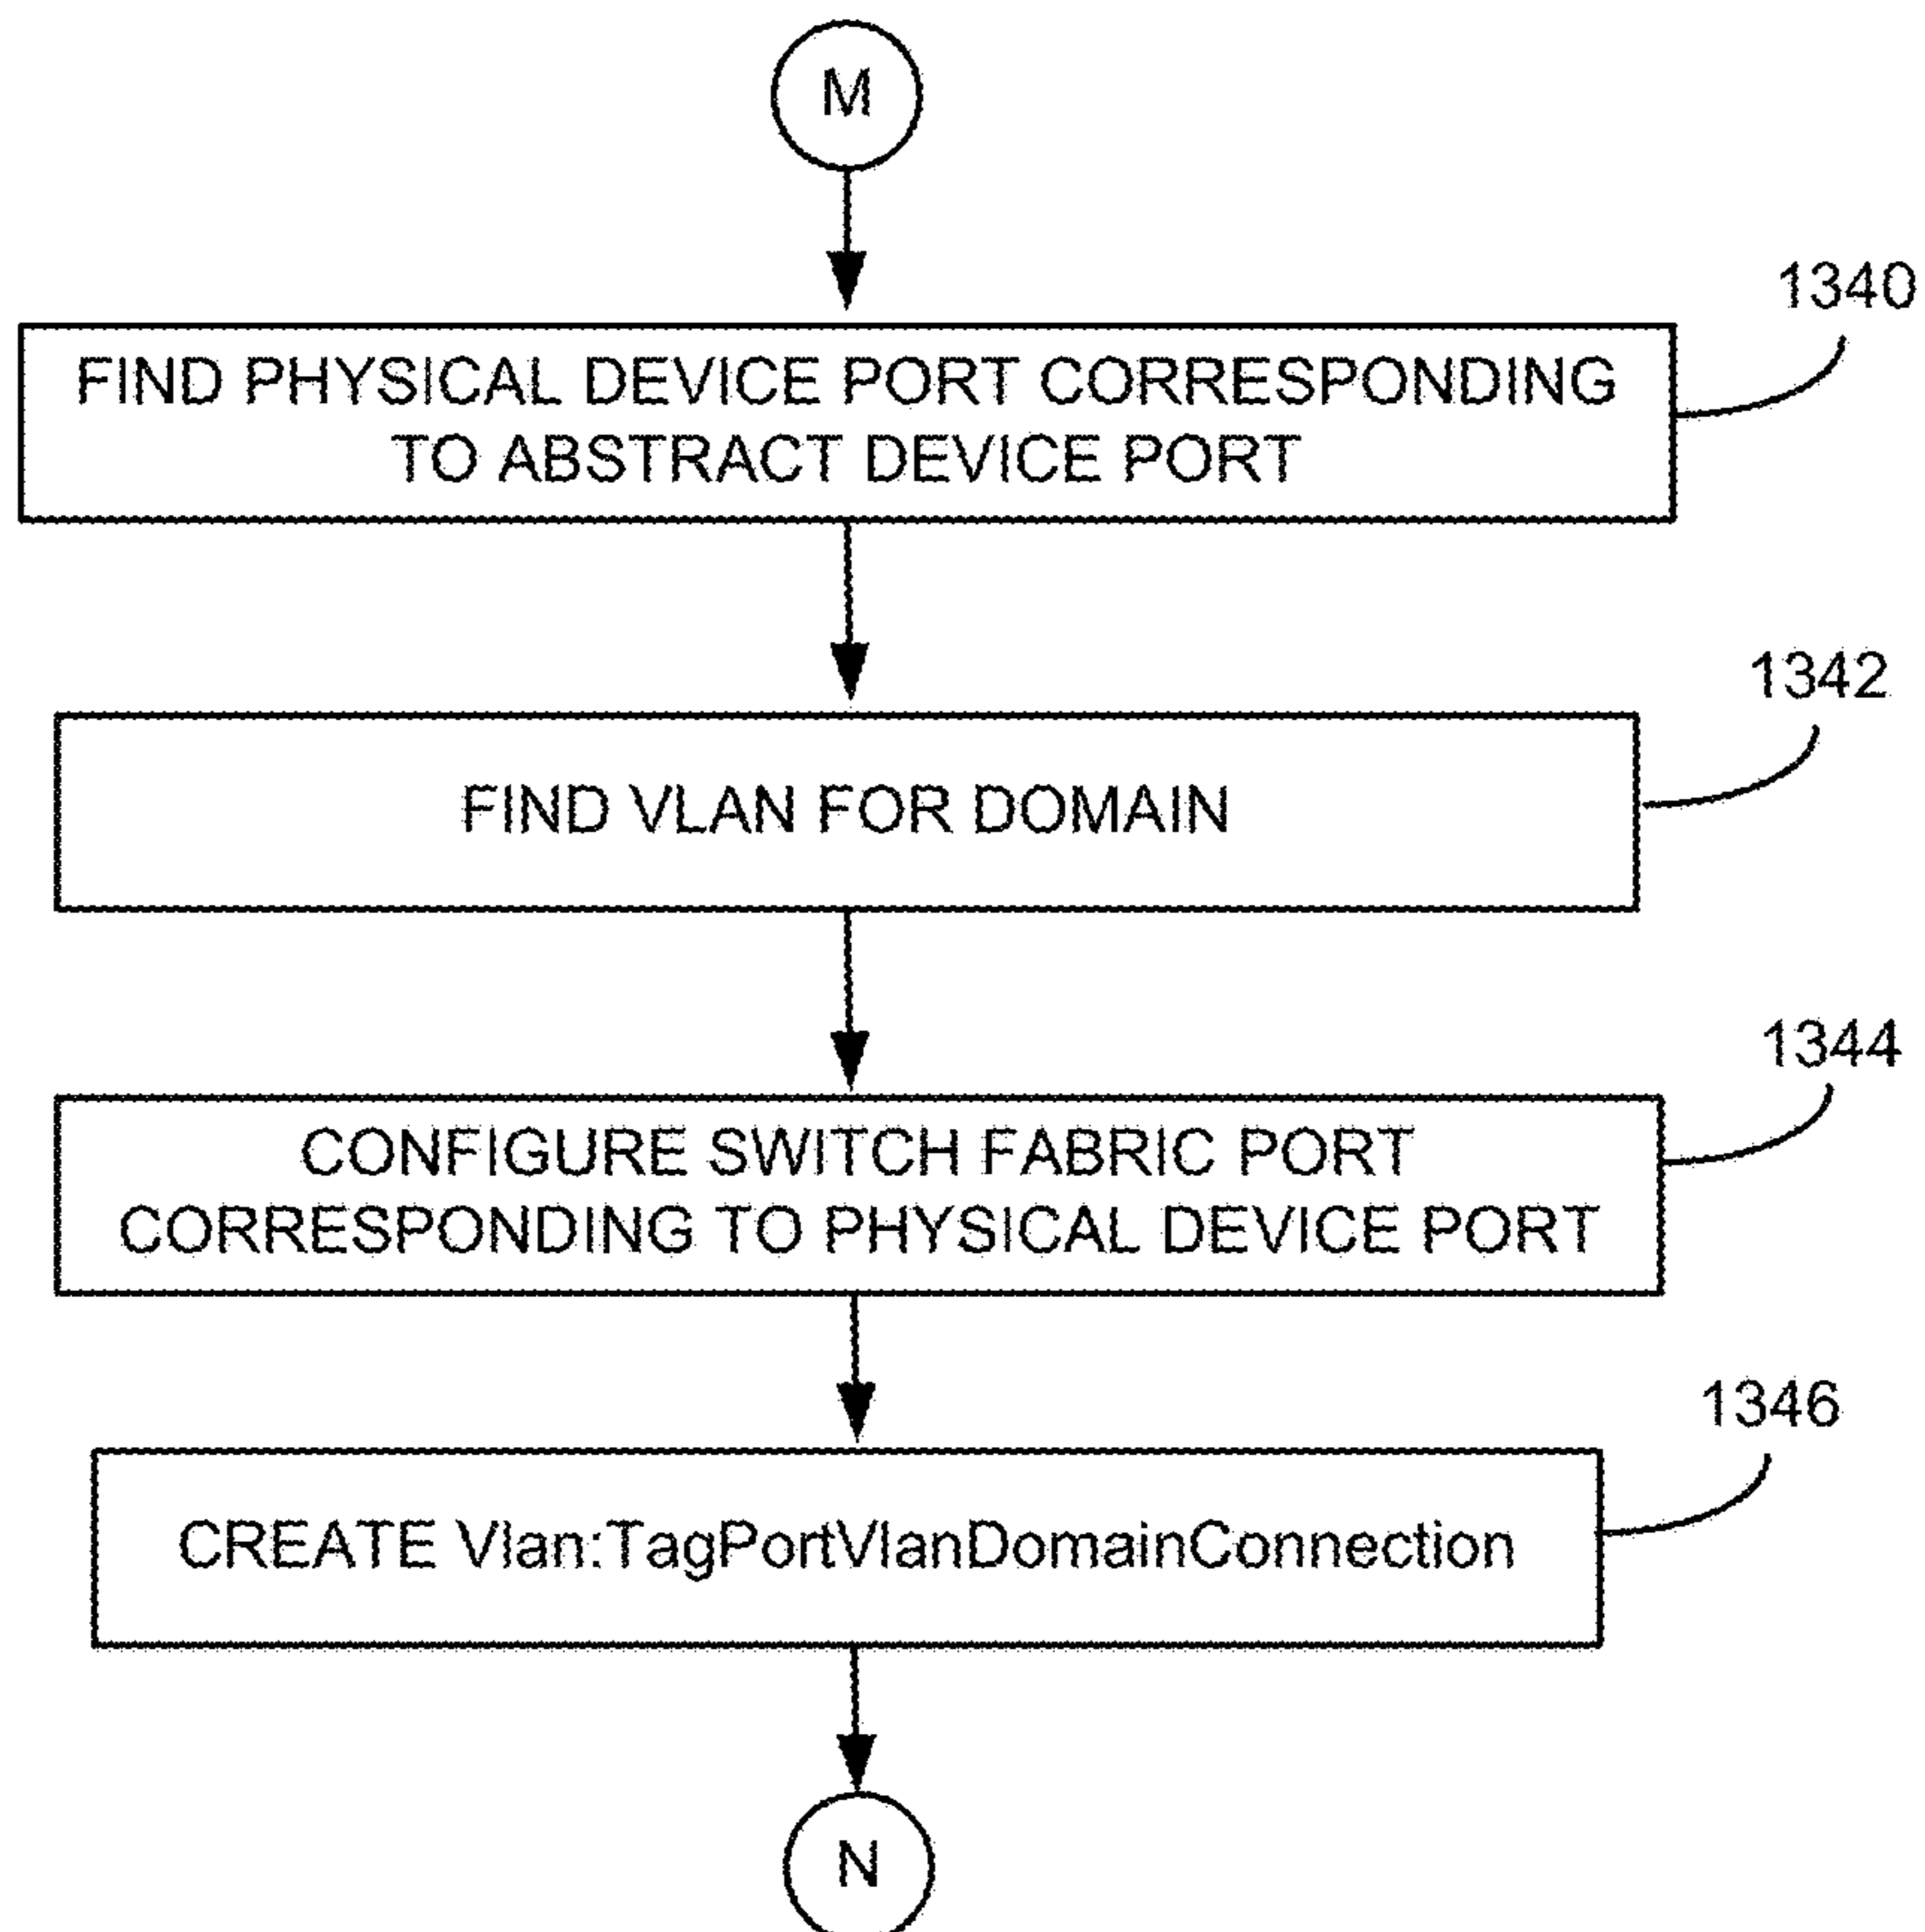 M
1340
FIND PHYSICAL DEVICE PORT CORRESPONDING
TO ABSTRACT DEVICE PORT
1342
FIND VLAN FOR DOMAIN
1344
CONFIGURE SWITCH FABRIC PORT
CORRESPONDING TO PHYSICAL DEVICE PORT
1346
CREATE Vlan:TagPortVlanDomainConnection
N